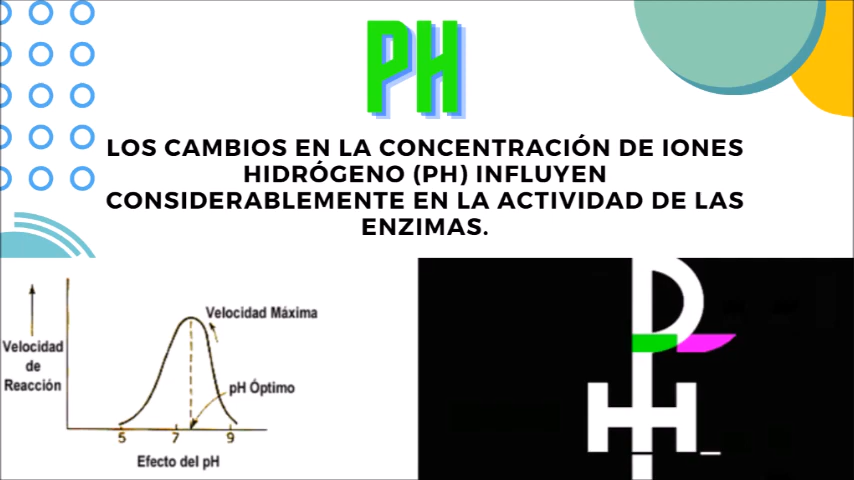 PH
LOS CAMBIOS EN LA CONCENTRACIÓN DE IONES
HIDRÓGENO (PH) INFLUYEN
CONSIDERABLEMENTE EN LA ACTIVIDAD DE LAS
ENZIMAS.
Velocidad Máxima
Velocidad
de
Reacción
pH Óptimo
5 7 9
Efecto del pH
P
H